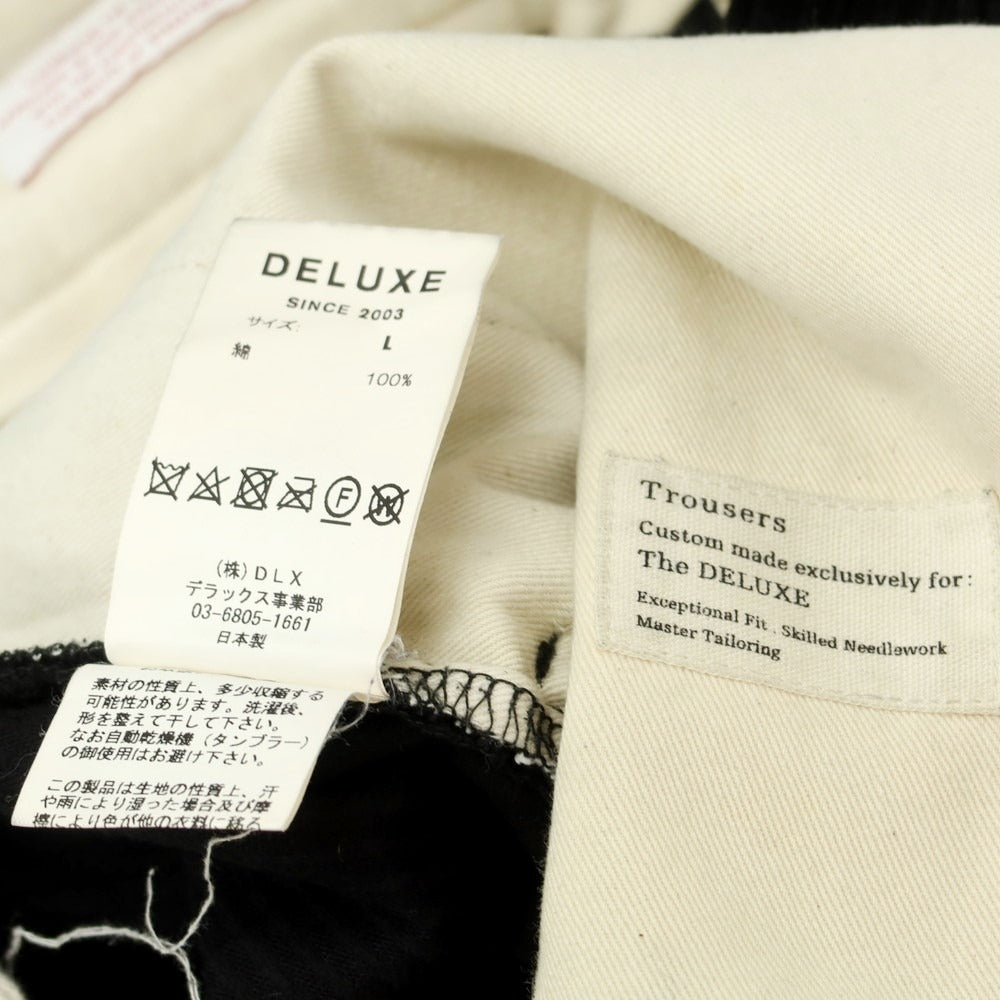 DELUXE
SINCE 2003
サイズ: L
綿 100%
F
W
(株)DLX
デラックス事業部
03-6805-1661
日本製
素材の性質上、多少収縮する
可能性があります。洗濯後、
形を整えて干して下さい。
なお自動乾燥機(タンブラー)
の御使用はお避け下さい。
この製品は生地の性質上、汗
や雨により湿った場合及び摩
擦により色が他の衣料に移る
Trousers
Custom made exclusively for:
The DELUXE
Exceptional Fit . Skilled Needlework
Master Tailoring